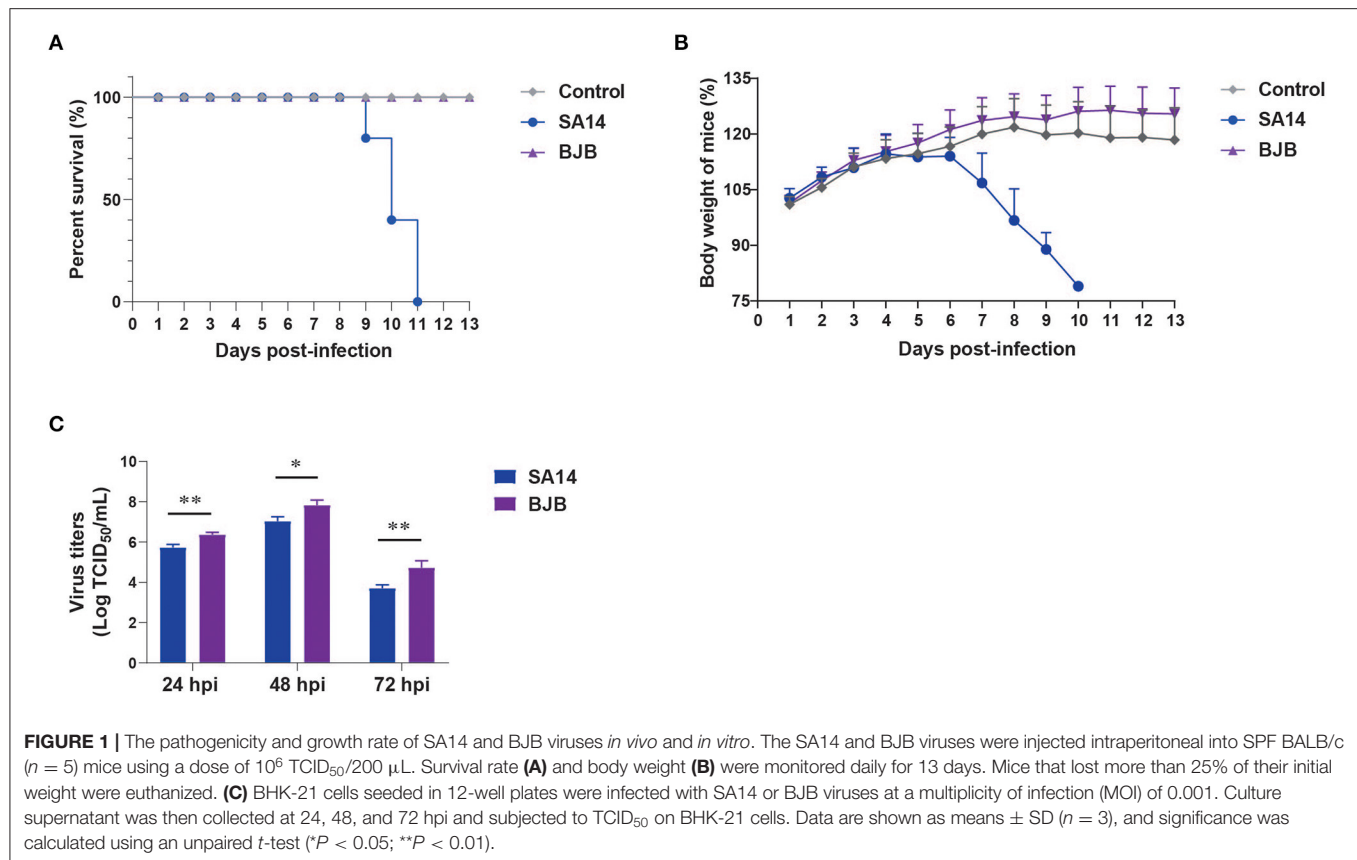 A
Percent survival (%)
100
50
0
0 1 2 3 4 5 6 7 8 9 10 11 12 13
Days post-infection
Control
SA14
BJB
B
Body weight of mice (%)
135
120
105
90
75
0 1 2 3 4 5 6 7 8 9 10 11 12 13
Days post-infection
Control
SA14
BJB
C
Virus titers
(Log TCID₅₀/mL)
10
8
6
4
2
0
**
*
**
24 hpi 48 hpi 72 hpi
SA14
BJB
FIGURE 1 | The pathogenicity and growth rate of SA14 and BJB viruses in vivo and in vitro. The SA14 and BJB viruses were injected intraperitoneal into SPF BALB/c
(n = 5) mice using a dose of 10⁶ TCID₅₀/200 μL. Survival rate (A) and body weight (B) were monitored daily for 13 days. Mice that lost more than 25% of their initial
weight were euthanized. (C) BHK-21 cells seeded in 12-well plates were infected with SA14 or BJB viruses at a multiplicity of infection (MOI) of 0.001. Culture
supernatant was then collected at 24, 48, and 72 hpi and subjected to TCID₅₀ on BHK-21 cells. Data are shown as means ± SD (n = 3), and significance was
calculated using an unpaired t-test (*P < 0.05; **P < 0.01).